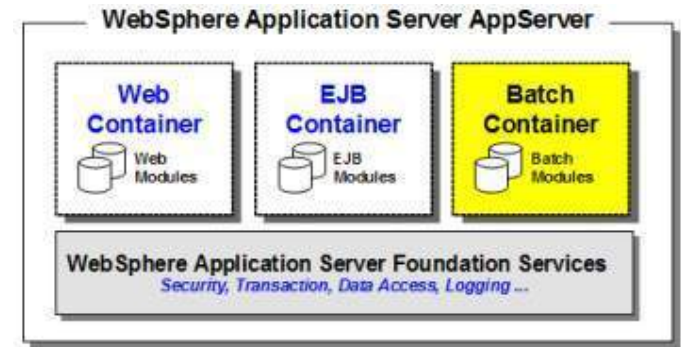 WebSphere Application Server AppServer
Web
Container
Web
Modules
EJB
Container
EJB
Modules
Batch
Container
Batch
Modules
WebSphere Application Server Foundation Services
Security, Transaction, Data Access, Logging ...